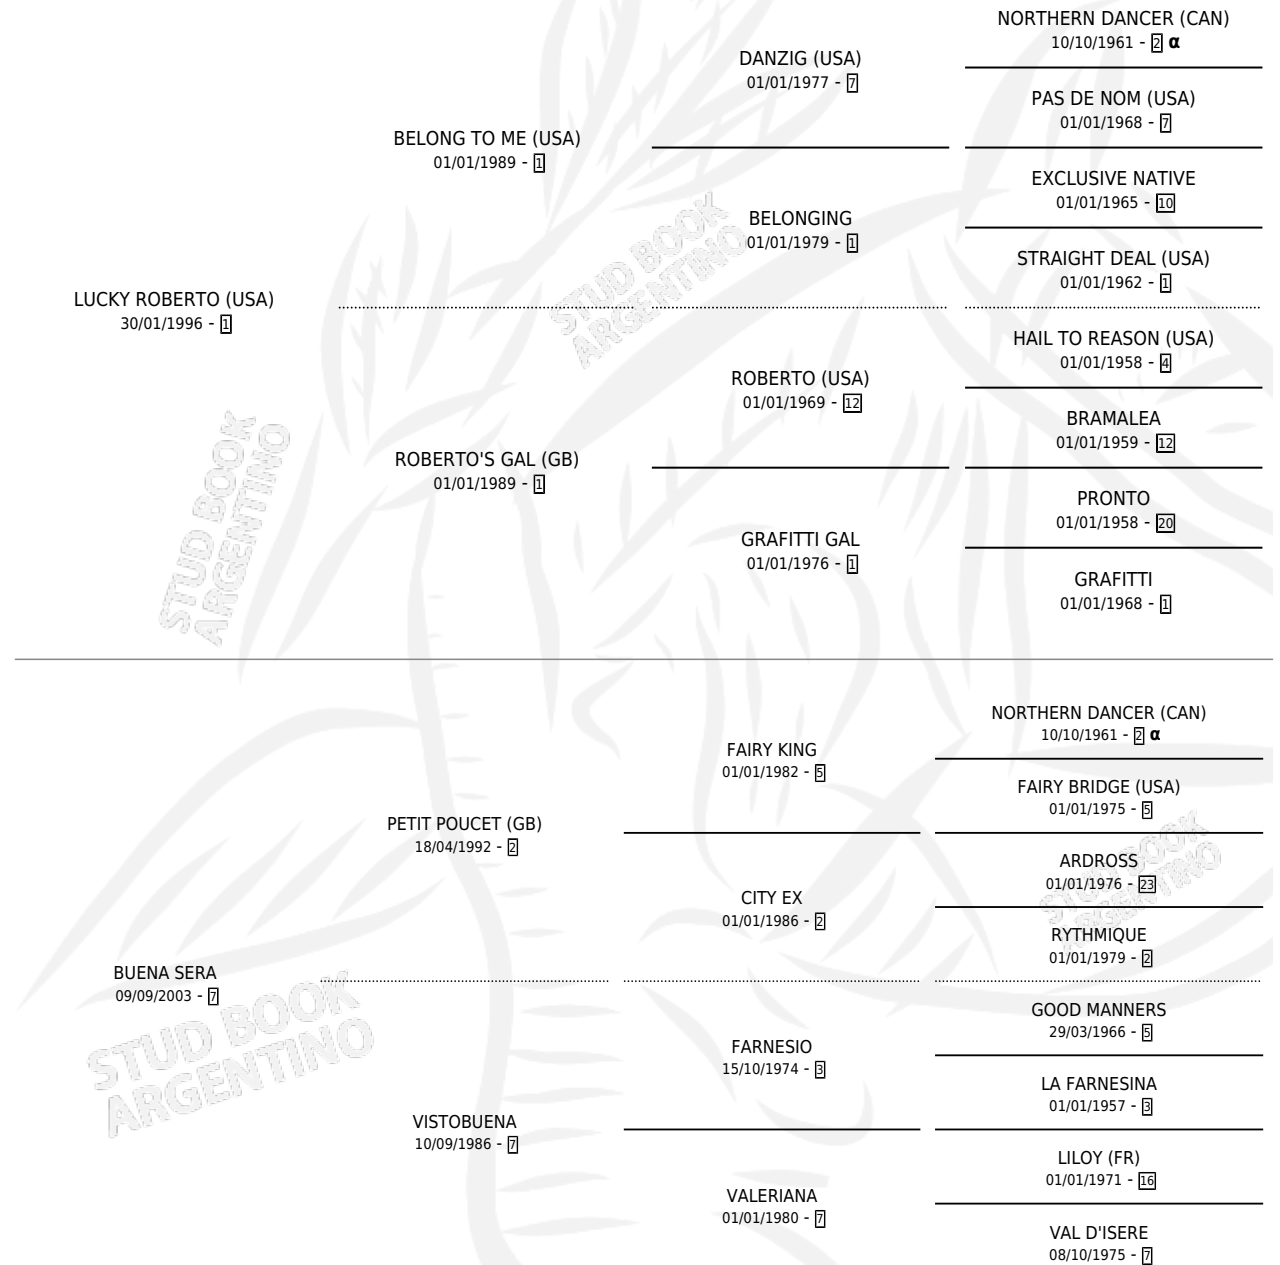 NORTHERN DANCER (CAN)
10/10/1961 - 2 α
DANZIG (USA)
01/01/1977 - 7
PAS DE NOM (USA)
01/01/1968 - 7
BELONG TO ME (USA)
01/01/1989 - 1
EXCLUSIVE NATIVE
01/01/1965 - 10
BELONGING
01/01/1979 - 1
STRAIGHT DEAL (USA)
01/01/1962 - 1
LUCKY ROBERTO (USA)
30/01/1996 - 1
HAIL TO REASON (USA)
01/01/1958 - 4
ROBERTO (USA)
01/01/1969 - 12
BRAMALEA
01/01/1959 - 12
ROBERTO'S GAL (GB)
01/01/1989 - 1
PRONTO
01/01/1958 - 20
GRAFITTI GAL
01/01/1976 - 1
GRAFITTI
01/01/1968 - 1
NORTHERN DANCER (CAN)
10/10/1961 - 2 α
FAIRY KING
01/01/1982 - 5
FAIRY BRIDGE (USA)
01/01/1975 - 5
PETIT POUCET (GB)
18/04/1992 - 2
ARDROSS
01/01/1976 - 23
CITY EX
01/01/1986 - 2
RYTHMIQUE
01/01/1979 - 2
BUENA SERA
09/09/2003 - 7
GOOD MANNERS
29/03/1966 - 5
FARNESIO
15/10/1974 - 3
LA FARNESINA
01/01/1957 - 3
VISTOBUENA
10/09/1986 - 7
LILOY (FR)
01/01/1971 - 16
VALERIANA
01/01/1980 - 7
VAL D'ISERE
08/10/1975 - 7
STUD BOOK
ARGENTINO
STUD BOOK
ARGENTINO
STUD BOOK
ARGENTINO
STUD BOOK
ARGENTINO